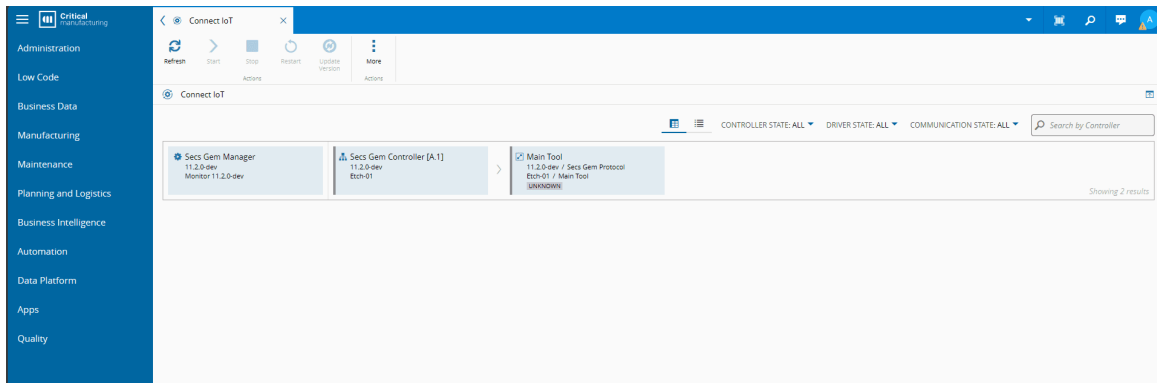 Critical
manufacturing
Connect IoT
A
Administration
Low Code
Business Data
Manufacturing
Maintenance
Planning and Logistics
Business Intelligence
Automation
Data Platform
Apps
Quality
Refresh
Start
Stop
Restart
Update
Version
More
Actions
Actions
Connect IoT
CONTROLLER STATE: ALL
DRIVER STATE: ALL
COMMUNICATION STATE: ALL
Search by Controller
Secs Gem Manager
11.2.0-dev
Monitor 11.2.0-dev
Secs Gem Controller [A.1]
11.2.0-dev
Etch-01
Main Tool
11.2.0-dev / Secs Gem Protocol
Etch-01 / Main Tool
UNKNOWN
Showing 2 results